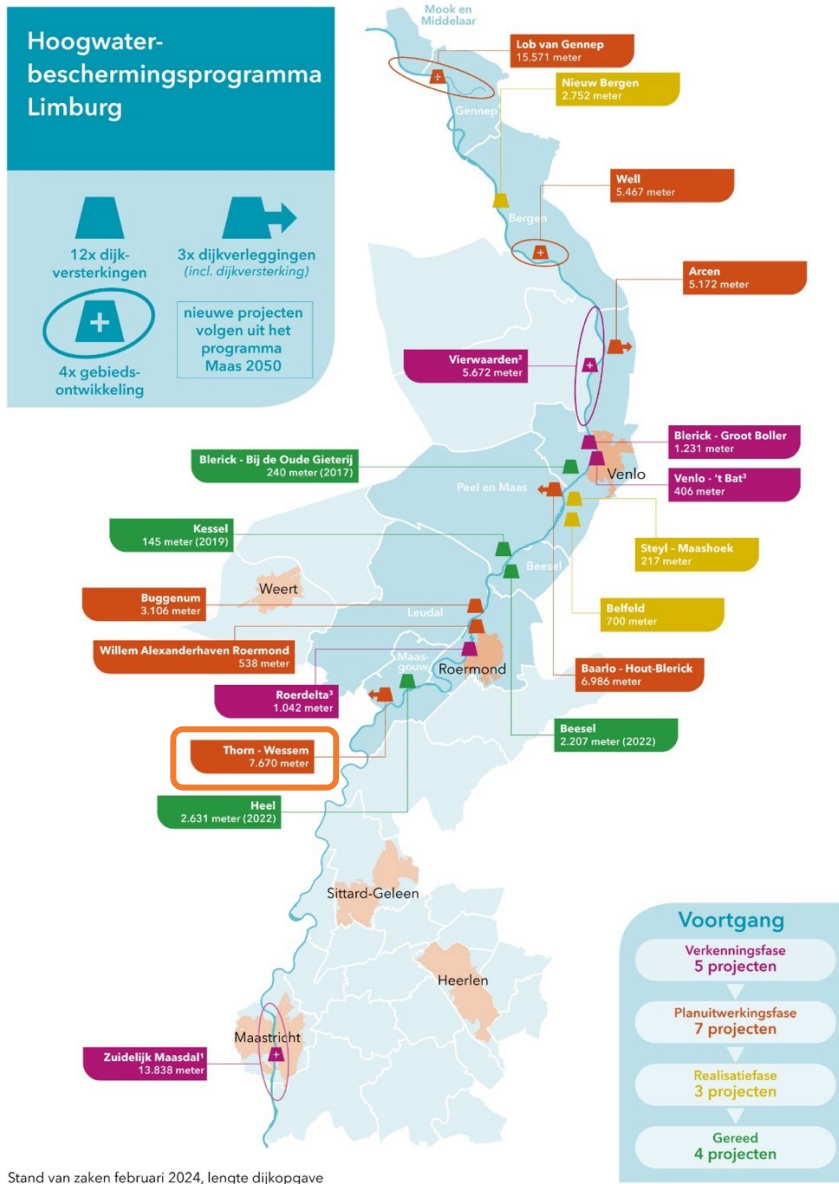 Hoogwater-
beschermingsprogramma
Limburg
12x dijk-
versterkingen
3x dijkverleggingen
(incl. dijkversterking)
4x gebieds-
ontwikkeling
nieuwe projecten
volgen uit het
programma
Maas 2050
Mook en
Middelaar
Lob van Gennep
15.571 meter
Nieuw Bergen
2.752 meter
Gennep
Well
5.467 meter
Bergen
Arcen
5.172 meter
Vierwaarden²
5.672 meter
Blerick - Groot Boller
1.231 meter
Blerick - Bij de Oude Gieterij
240 meter (2017)
Venlo
Venlo - ‘t Bat³
406 meter
Peel en Maas
Kessel
145 meter (2019)
Steyl – Maashoek
217 meter
Beesel
Weert
Belfeld
700 meter
Buggenum
3.106 meter
Leudal
Willem Alexanderhaven Roermond
538 meter
Maas-
gouw
Roermond
Baarlo - Hout-Blerick
6.986 meter
Roerdelta³
1.042 meter
Beesel
2.207 meter (2022)
Thorn - Wessem
7.670 meter
Heel
2.631 meter (2022)
Sittard-Geleen
Heerlen
Maastricht
Zuidelijk Maasdal¹
13.838 meter
Voortgang
Verkenningsfase
5 projecten
Planuitwerkingsfase
7 projecten
Realisatiefase
3 projecten
Gereed
4 projecten
Stand van zaken februari 2024, lengte dijkopgave